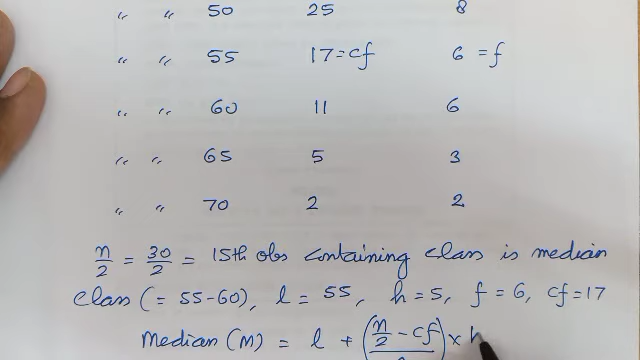 " " 50 25 8
" " 55 17=cf 6 =f
" " 60 11 6
" " 65 5 3
" " 70 2 2
n/2 = 30/2 = 15th obs containing class is median
class (= 55-60), l = 55, h=5, f=6, cf=17
Median (M) = l + (n/2 - cf) × h